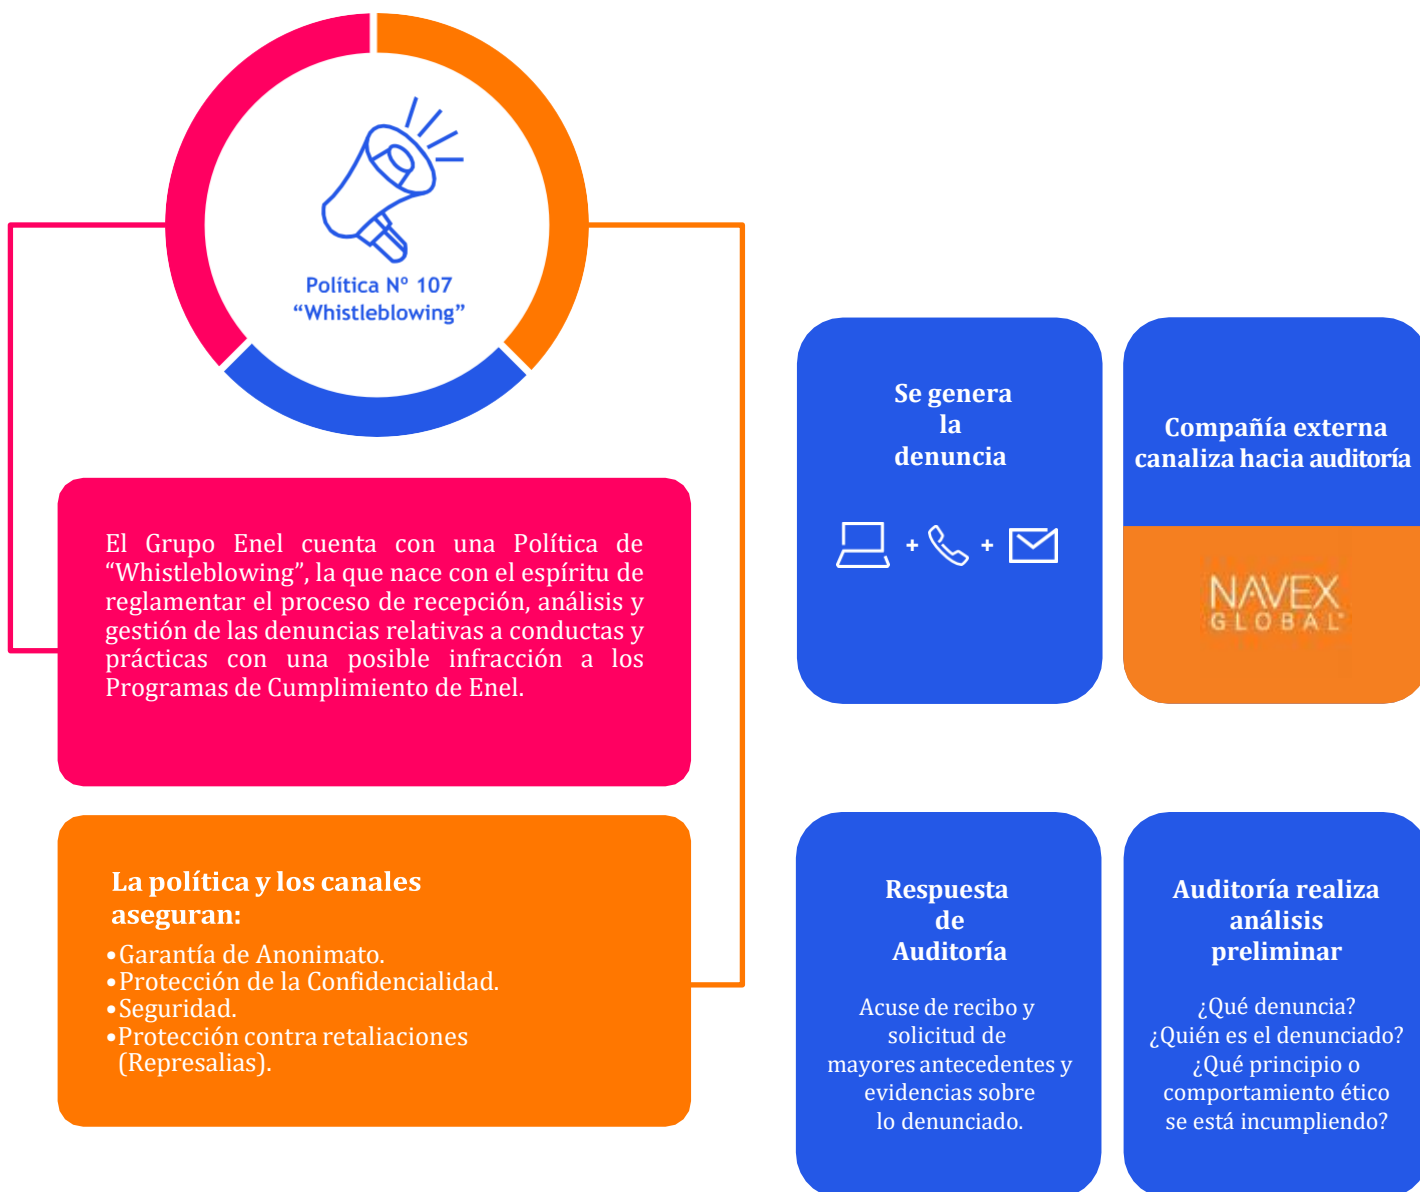 Política Nº 107
“Whistleblowing”
El Grupo Enel cuenta con una Política de
“Whistleblowing”, la que nace con el espíritu de
reglamentar el proceso de recepción, análisis y
gestión de las denuncias relativas a conductas y
prácticas con una posible infracción a los
Programas de Cumplimiento de Enel.
La política y los canales
aseguran:
•Garantía de Anonimato.
•Protección de la Confidencialidad.
•Seguridad.
•Protección contra retaliaciones
(Represalias).
Se genera
la
denuncia
+ +
Compañía externa
canaliza hacia auditoría
NAVEX
GLOBAL
Respuesta
de
Auditoría
Acuse de recibo y
solicitud de
mayores antecedentes y
evidencias sobre
lo denunciado.
Auditoría realiza
análisis
preliminar
¿Qué denuncia?
¿Quién es el denunciado?
¿Qué principio o
comportamiento ético
se está incumpliendo?